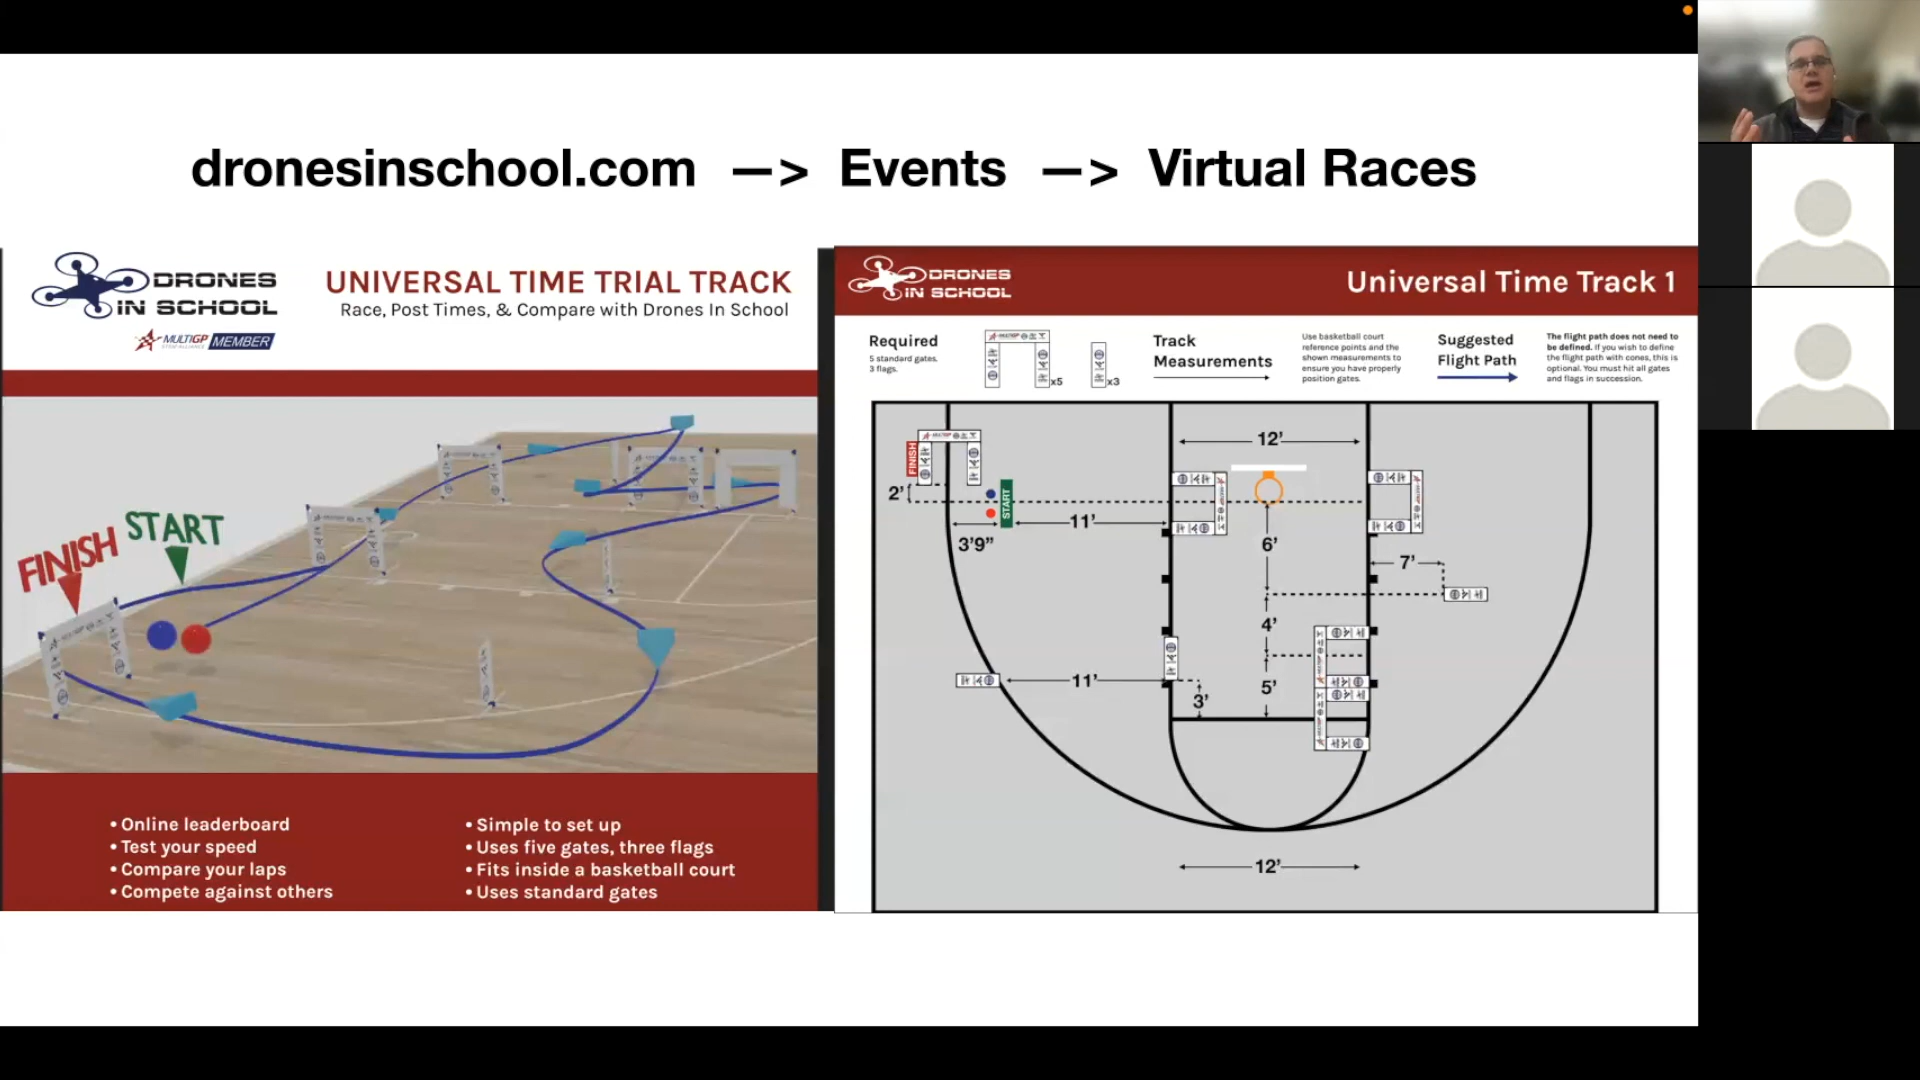 dronesinschool.com —> Events —> Virtual Races
DRONES
IN SCHOOL
MULTIGP MEMBER
UNIVERSAL TIME TRIAL TRACK
Race, Post Times, & Compare with Drones In School
FINISH
START
• Online leaderboard
• Test your speed
• Compare your laps
• Compete against others
• Simple to set up
• Uses five gates, three flags
• Fits inside a basketball court
• Uses standard gates
DRONES
IN SCHOOL
Universal Time Track 1
Required
5 standard gates.
3 flags.
MULTIGP
x5
x3
Track
Measurements
Use basketball court
reference points and the
shown measurements to
ensure you have properly
position gates.
Suggested
Flight Path
The flight path does not need to
be defined. If you wish to define
the flight path with cones, this is
optional. You must hit all gates
and flags in succession.
12’
FINISH
2’
START
11’
3’9”
6’
7’
4’
11’
5’
3’
12’